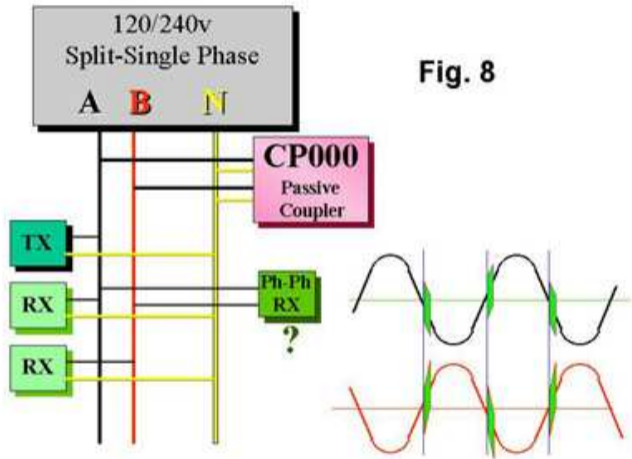 120/240v
Split-Single Phase
A B N
Fig. 8
CP000
Passive
Coupler
TX
RX
Ph-Ph
RX
?
RX